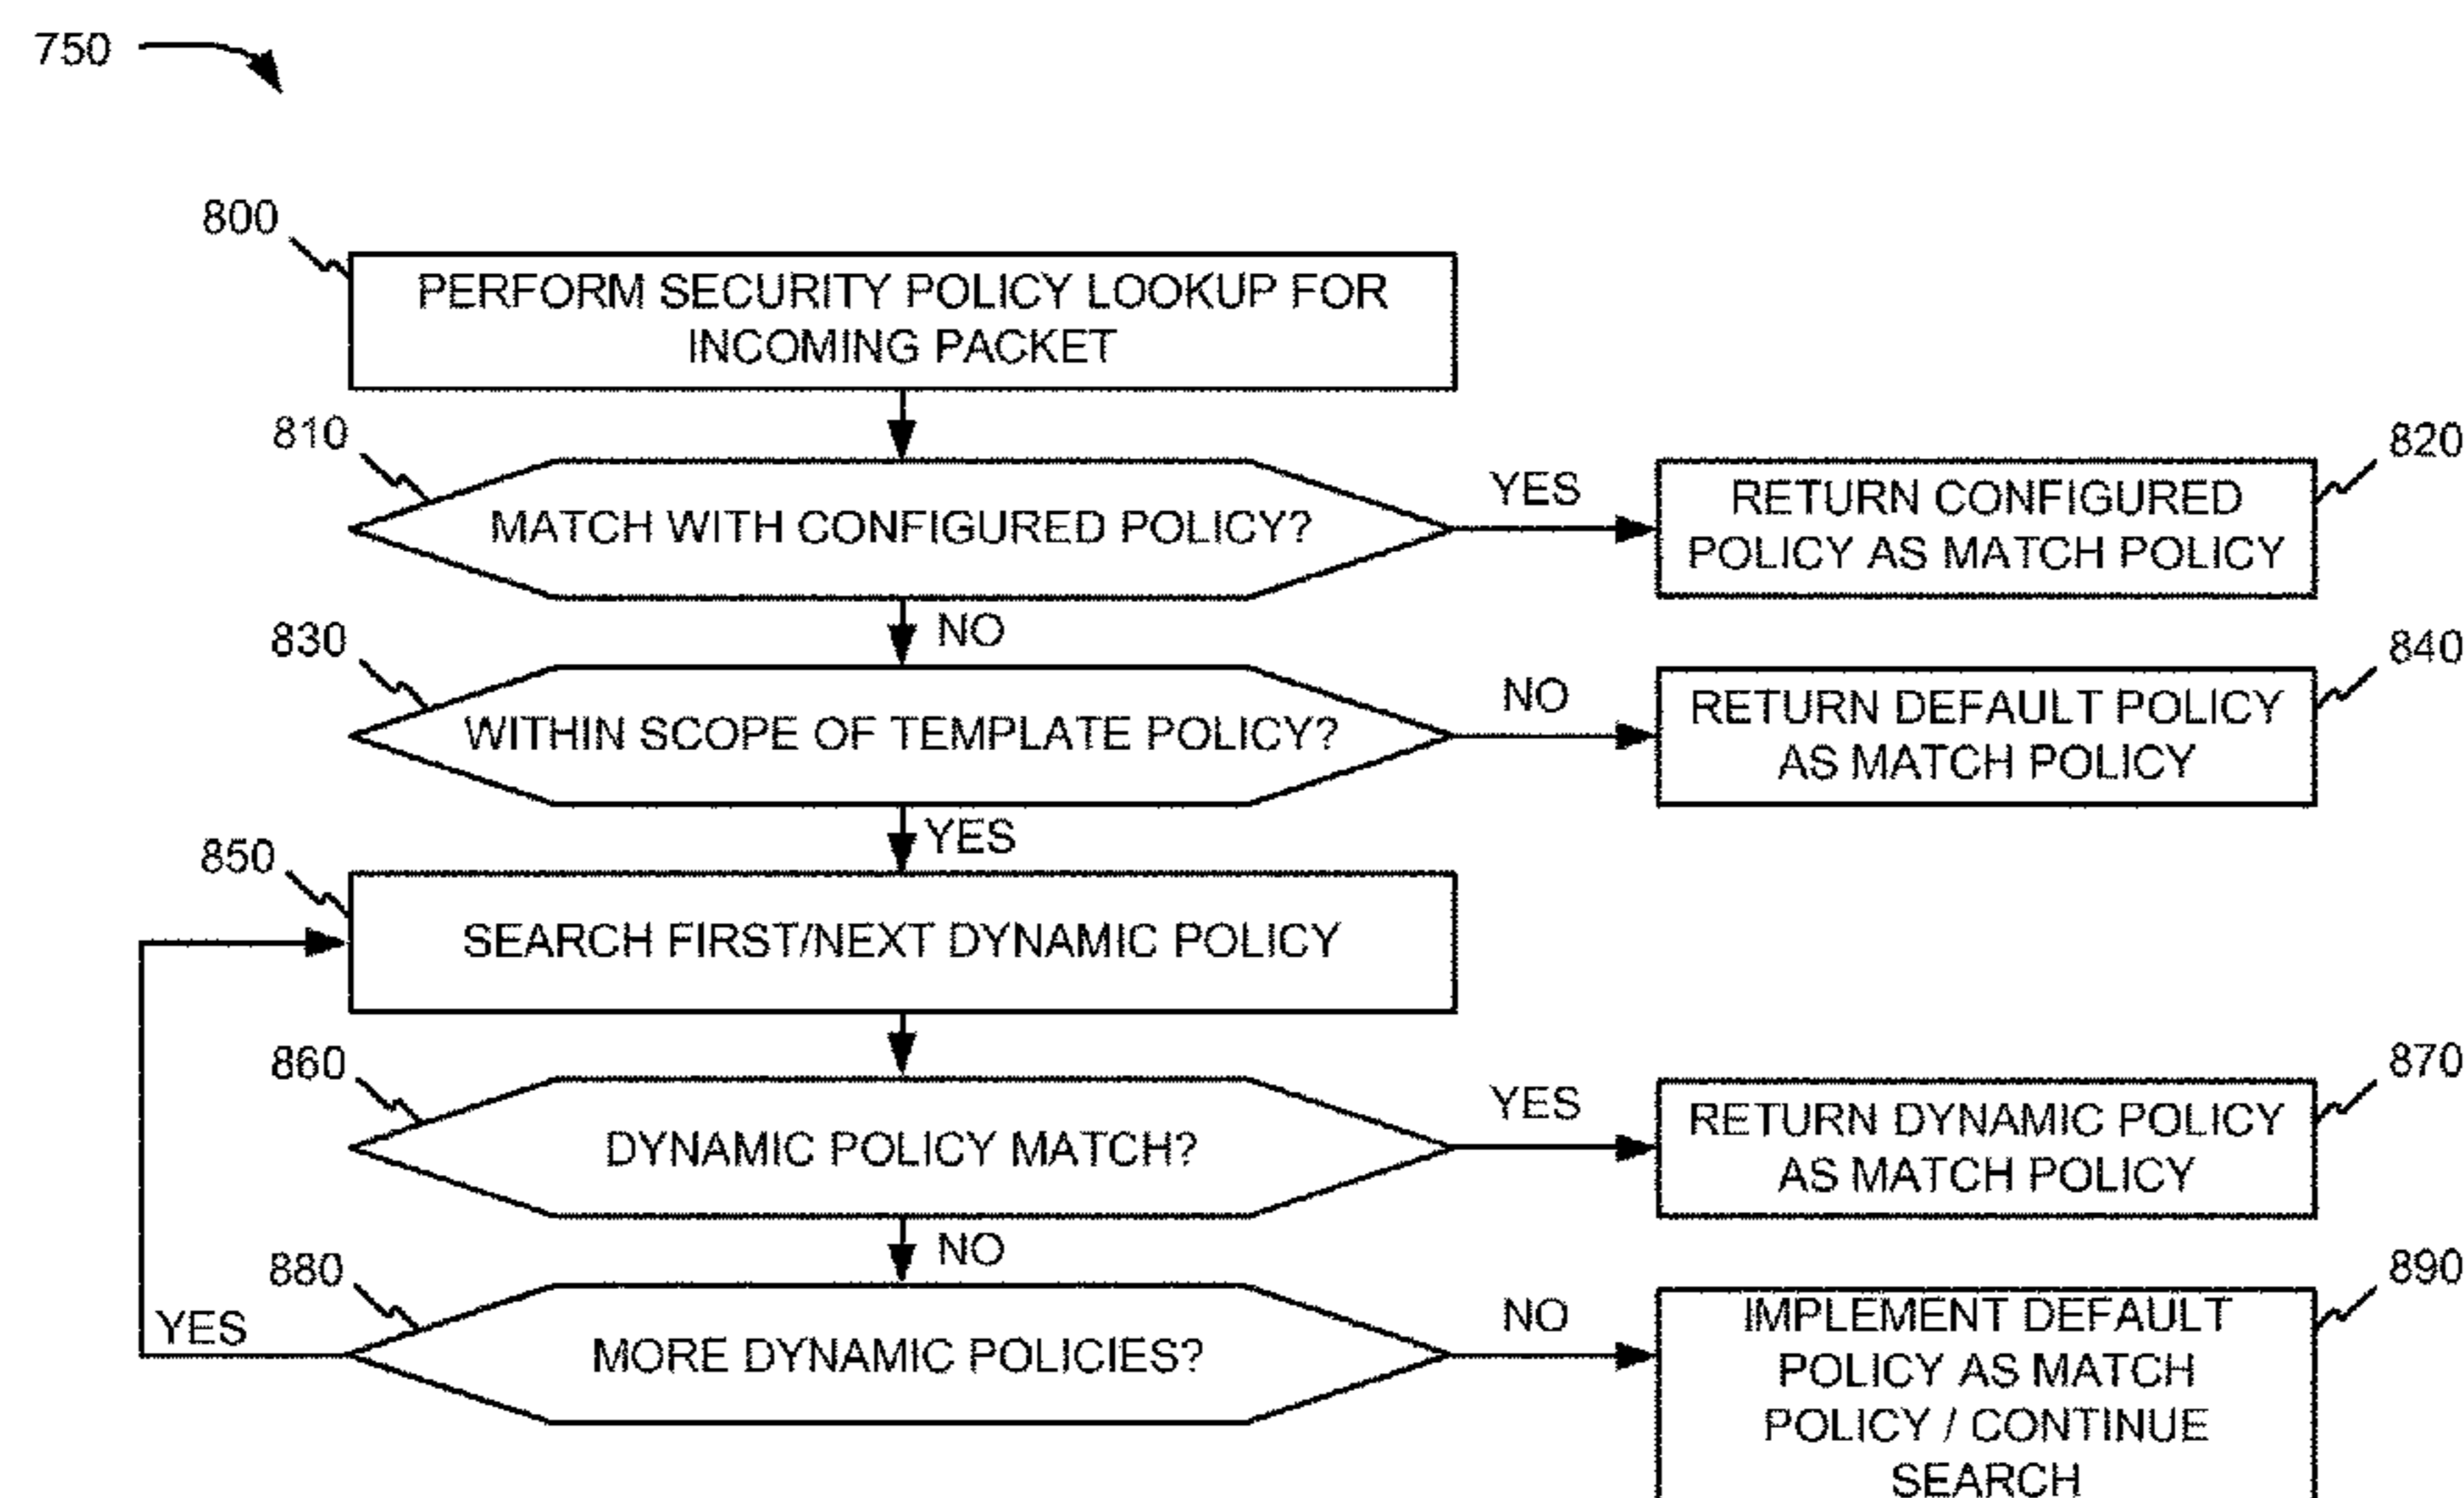 750
800
PERFORM SECURITY POLICY LOOKUP FOR
INCOMING PACKET
810
MATCH WITH CONFIGURED POLICY?
YES
820
RETURN CONFIGURED
POLICY AS MATCH POLICY
NO
830
WITHIN SCOPE OF TEMPLATE POLICY?
NO
840
RETURN DEFAULT POLICY
AS MATCH POLICY
YES
850
SEARCH FIRST/NEXT DYNAMIC POLICY
860
DYNAMIC POLICY MATCH?
YES
870
RETURN DYNAMIC POLICY
AS MATCH POLICY
NO
880
YES
MORE DYNAMIC POLICIES?
NO
890
IMPLEMENT DEFAULT
POLICY AS MATCH
POLICY / CONTINUE
SEARCH